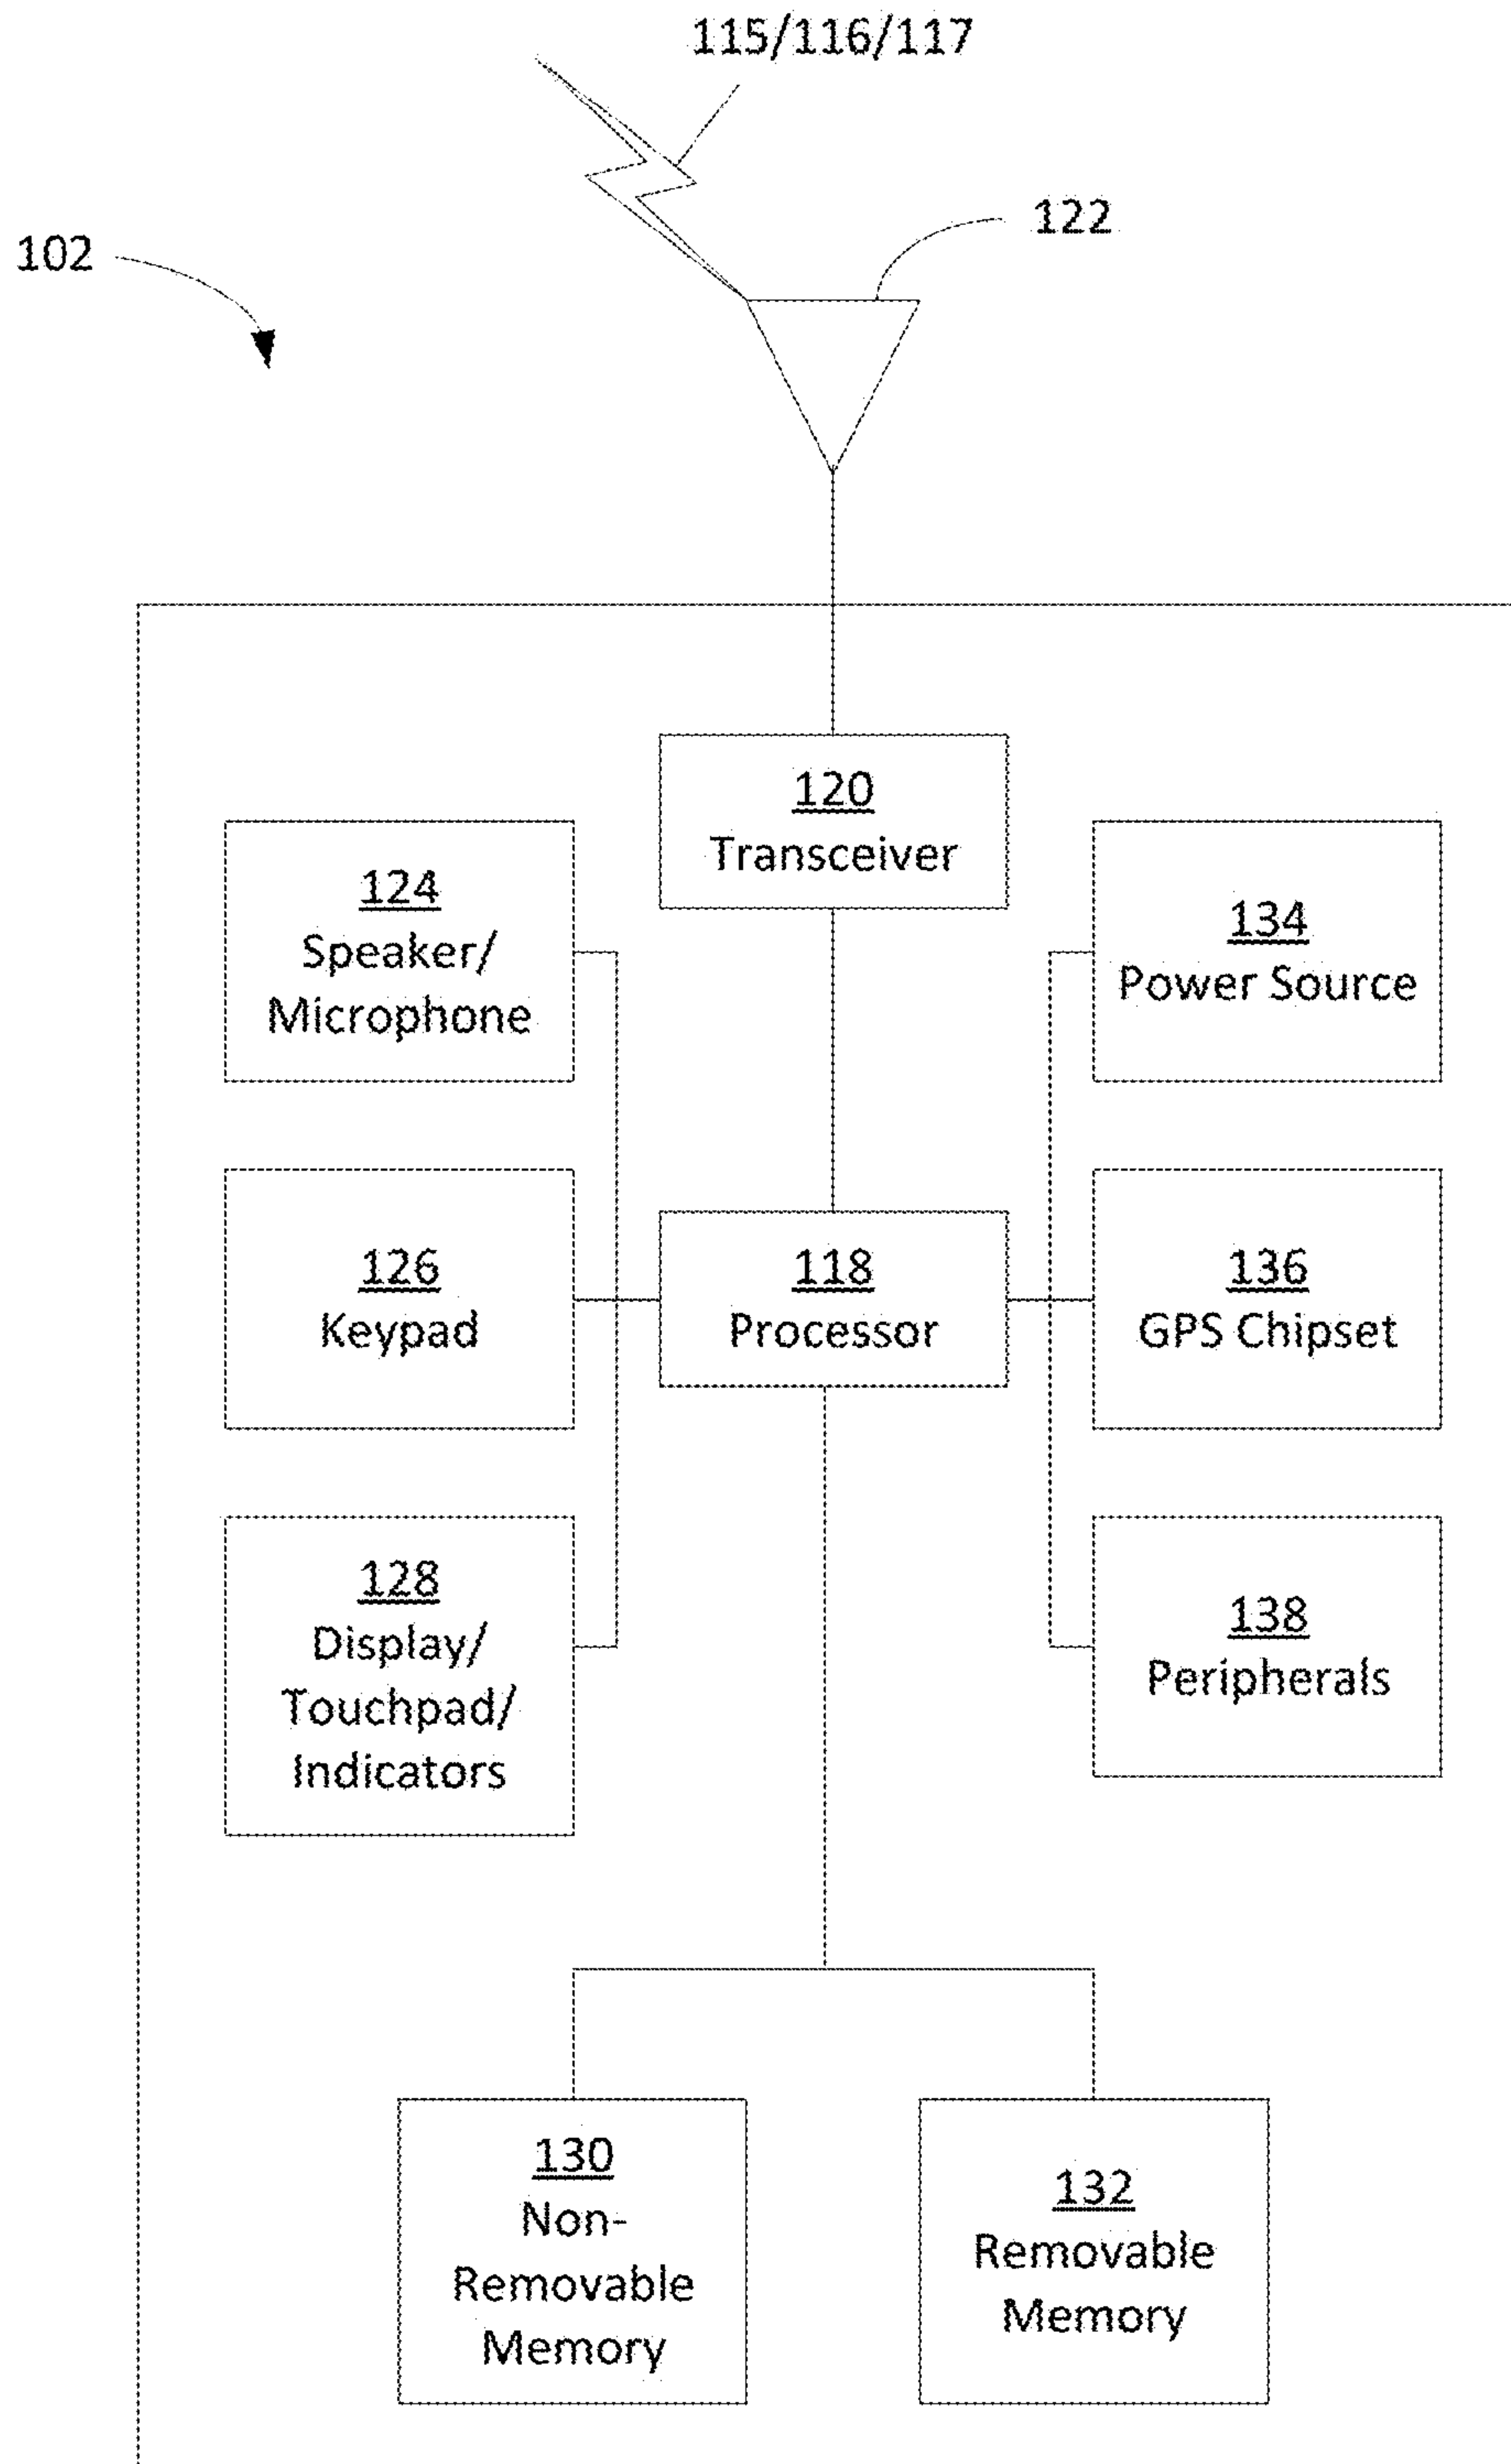 115/116/117
122
102
120
Transceiver
124
Speaker/
Microphone
134
Power Source
126
Keypad
118
Processor
136
GPS Chipset
128
Display/
Touchpad/
Indicators
138
Peripherals
130
Non-
Removable
Memory
132
Removable
Memory